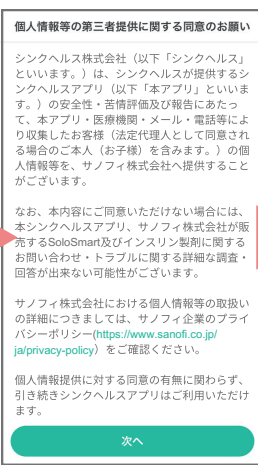 個人情報等の第三者提供に関する同意のお願い
シンクヘルス株式会社（以下「シンクヘルス」
といいます。）は、シンクヘルスが提供するシ
ンクヘルスアプリ（以下「本アプリ」といいま
す。）の安全性・苦情評価及び報告にあたっ
て、本アプリ・医療機関・メール・電話等によ
り収集したお客様（法定代理人として同意され
る場合のご本人（お子様）を含みます。）の個
人情報等を、サノフィ株式会社へ提供すること
がございます。
なお、本内容にご同意いただけない場合には、
本シンクヘルスアプリ、サノフィ株式会社が販
売するSoloSmart及びインスリン製剤に関する
お問い合わせ・トラブルに関する詳細な調査・
回答が出来ない可能性がございます。
サノフィ株式会社における個人情報等の取扱い
の詳細につきましては、サノフィ企業のプライ
バシーポリシー(https://www.sanofi.co.jp/
ja/privacy-policy）をご確認ください。
個人情報提供に対する同意の有無に関わらず、
引き続きシンクヘルスアプリはご利用いただけ
ます。
次へ